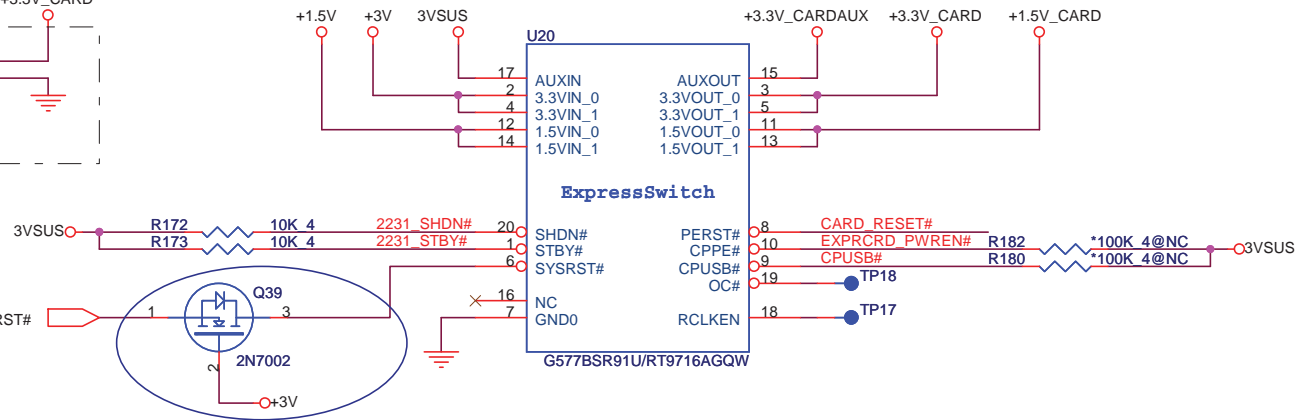 +3.3V_CARD
+1.5V +3V 3VSUS +3.3V_CARDAUX +3.3V_CARD +1.5V_CARD
U20
17 AUXIN AUXOUT 15
2 3.3VIN_0 3.3VOUT_0 3
4 3.3VIN_1 3.3VOUT_1 5
12 1.5VIN_0 1.5VOUT_0 11
14 1.5VIN_1 1.5VOUT_1 13
ExpressSwitch
3VSUS R172 10K_4 2231_SHDN# 20 SHDN# PERST# 8 CARD_RESET#
R173 10K_4 2231_STBY# 1 STBY# CPPE# 10 EXPRCRD_PWREN# R182 *100K_4@NC 3VSUS
6 SYSRST# CPUSB# 9 CPUSB# R180 *100K_4@NC
OC# 19 TP18
Q39 16 NC
RST# 1 3 7 GND0 RCLKEN 18 TP17
2N7002 G577BSR91U/RT9716AGQW
2
+3V